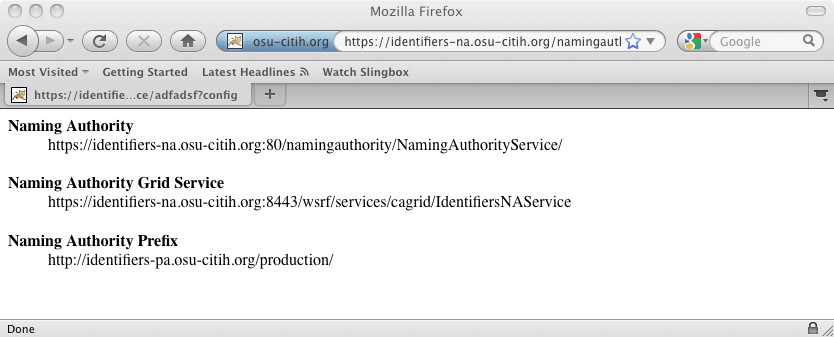 Mozilla Firefox
osu-citih.org https://identifiers-na.osu-citih.org/namingautl Google
Most Visited Getting Started Latest Headlines Watch Slingbox
https://identifie...ce/adfadsf?config
Naming Authority
https://identifiers-na.osu-citih.org:80/namingauthority/NamingAuthorityService/
Naming Authority Grid Service
https://identifiers-na.osu-citih.org:8443/wsrf/services/cagrid/IdentifiersNAService
Naming Authority Prefix
http://identifiers-pa.osu-citih.org/production/
Done